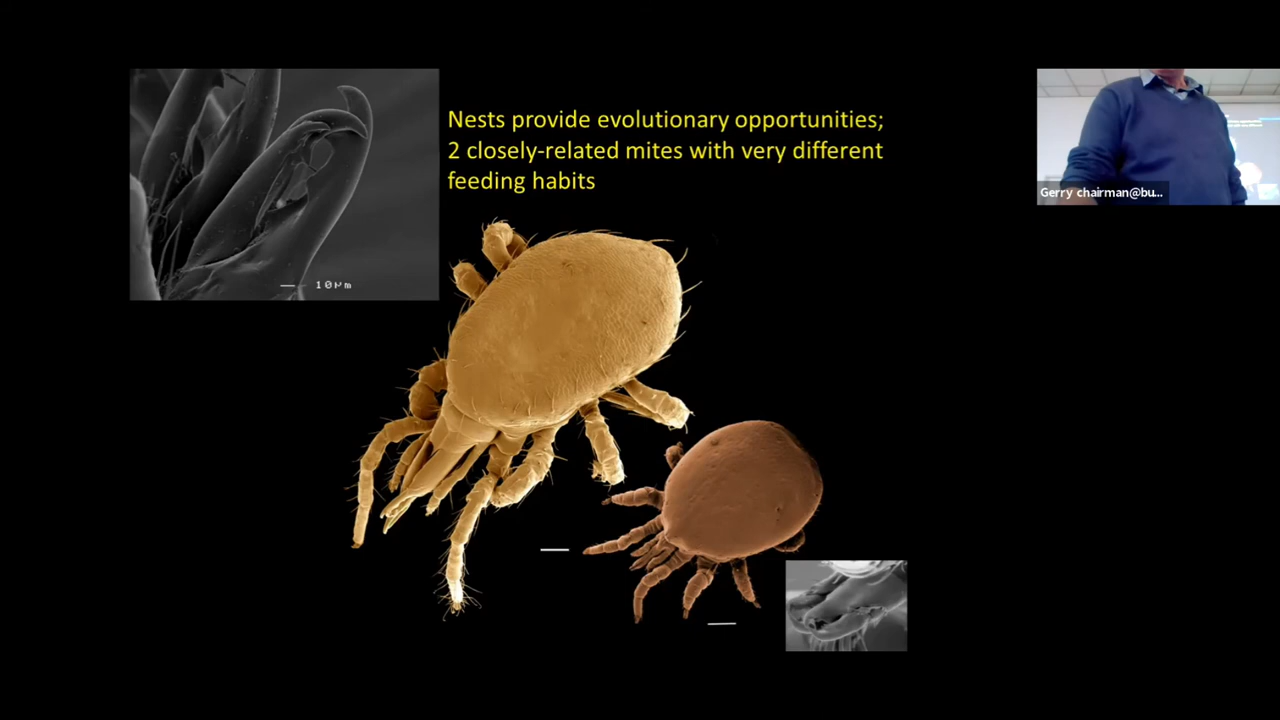 Nests provide evolutionary opportunities;
2 closely-related mites with very different
feeding habits
10µm
Gerry chairman@bu...